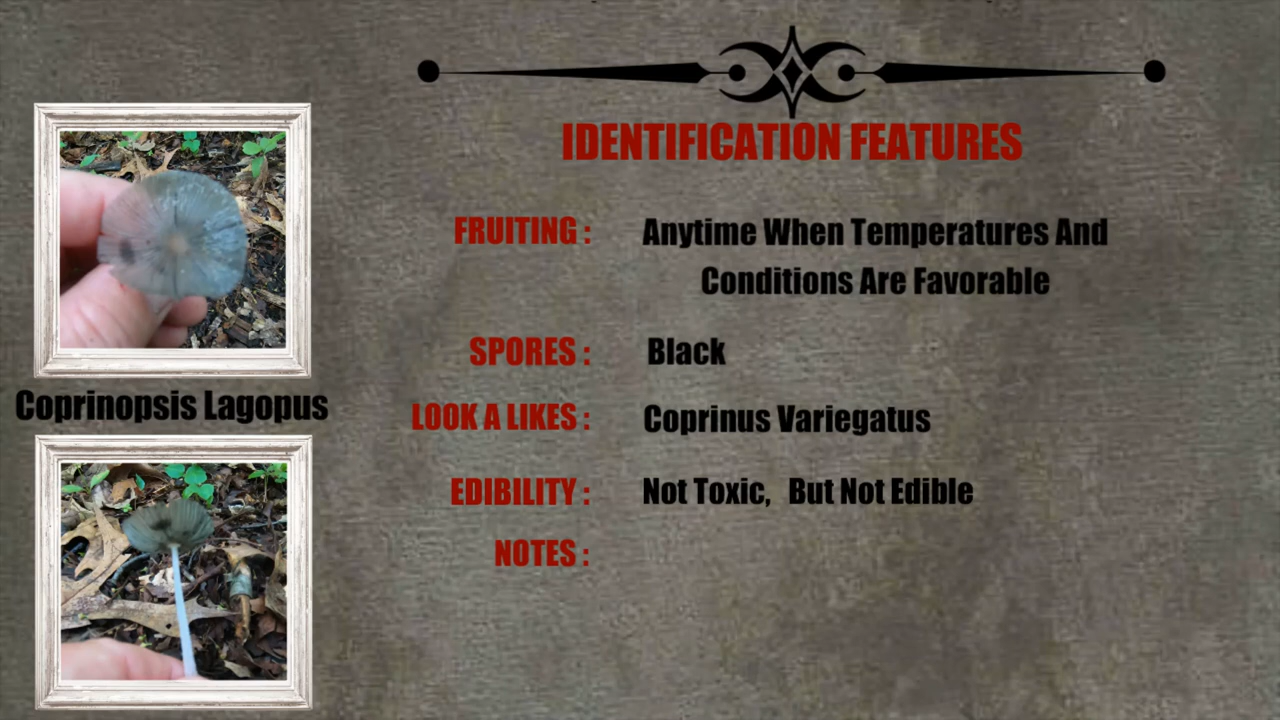 IDENTIFICATION FEATURES
FRUITING : Anytime When Temperatures And
Conditions Are Favorable
SPORES : Black
Coprinopsis Lagopus
LOOK A LIKES : Coprinus Variegatus
EDIBILITY : Not Toxic, But Not Edible
NOTES :